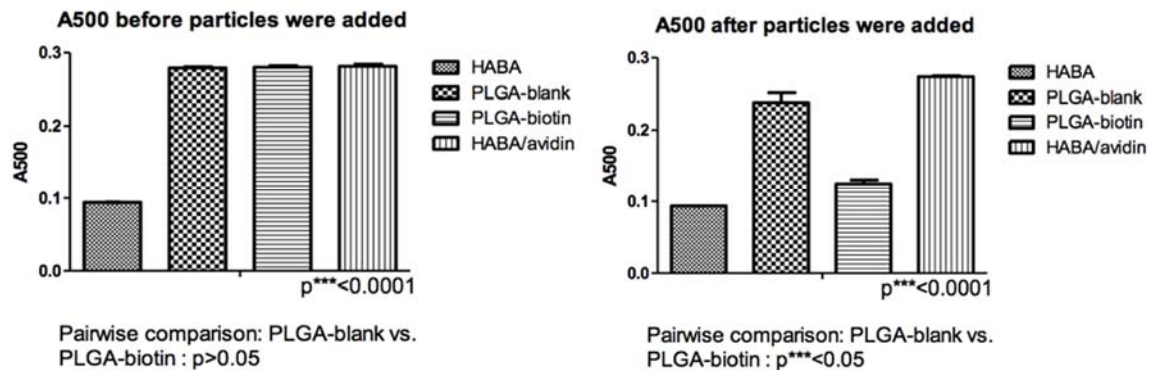 A500 before particles were added
0.3
0.2
0.1
0.0
A500
HABA
PLGA-blank
PLGA-biotin
HABA/avidin
p***<0.0001
Pairwise comparison: PLGA-blank vs.
PLGA-biotin : p>0.05
A500 after particles were added
0.3
0.2
0.1
0.0
A500
HABA
PLGA-blank
PLGA-biotin
HABA/avidin
p***<0.0001
Pairwise comparison: PLGA-blank vs.
PLGA-biotin : p***<0.05